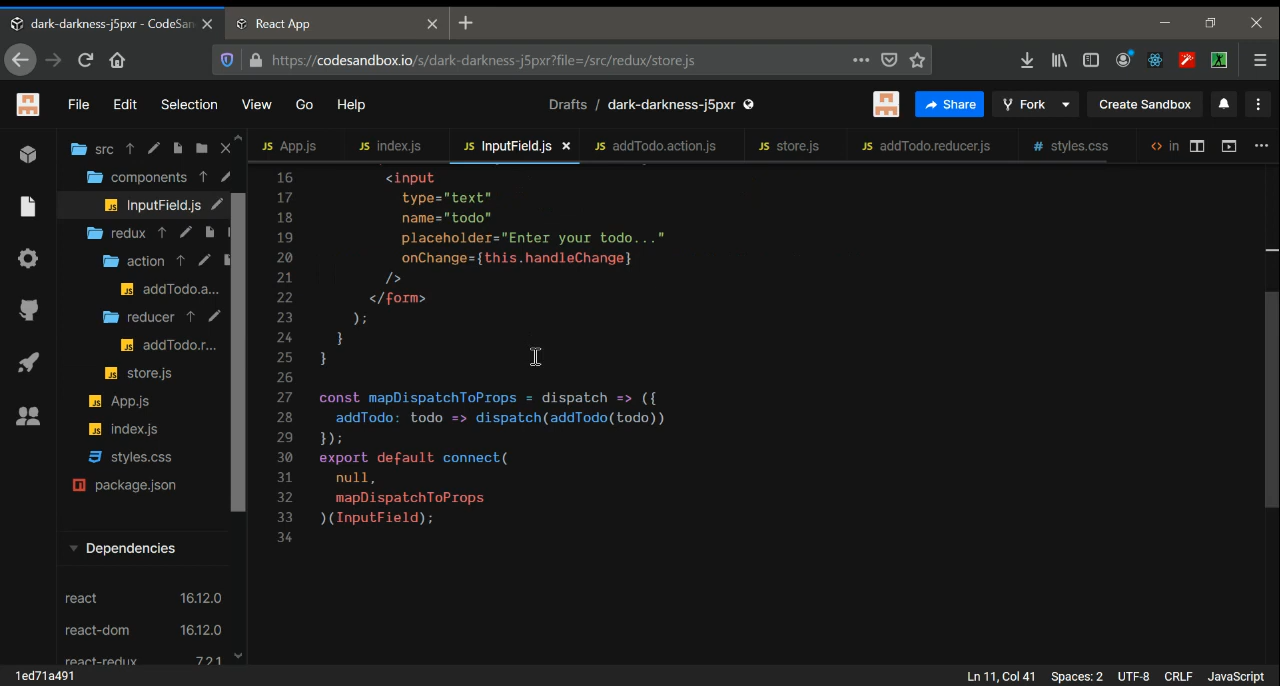 dark-darkness-j5pxr - CodeSan
React App
https://codesandbox.io/s/dark-darkness-j5pxr?file=/src/redux/store.js
File Edit Selection View Go Help
Drafts / dark-darkness-j5pxr
Share
Fork
Create Sandbox
src
components
InputField.js
redux
action
addTodo.a...
reducer
addTodo.r...
store.js
App.js
index.js
styles.css
package.json
Dependencies
react 16.12.0
react-dom 16.12.0
react-redux 7.2.1
JS App.js
JS index.js
JS InputField.js
JS addTodo.action.js
JS store.js
JS addTodo.reducer.js
# styles.css
<> in
16 <input
17 type="text"
18 name="todo"
19 placeholder="Enter your todo..."
20 onChange={this.handleChange}
21 />
22 </form>
23 );
24 }
25 }
26
27 const mapDispatchToProps = dispatch => ({
28 addTodo: todo => dispatch(addTodo(todo))
29 });
30 export default connect(
31 null,
32 mapDispatchToProps
33 )(InputField);
34
1ed71a491
Ln 11, Col 41 Spaces: 2 UTF-8 CRLF JavaScript